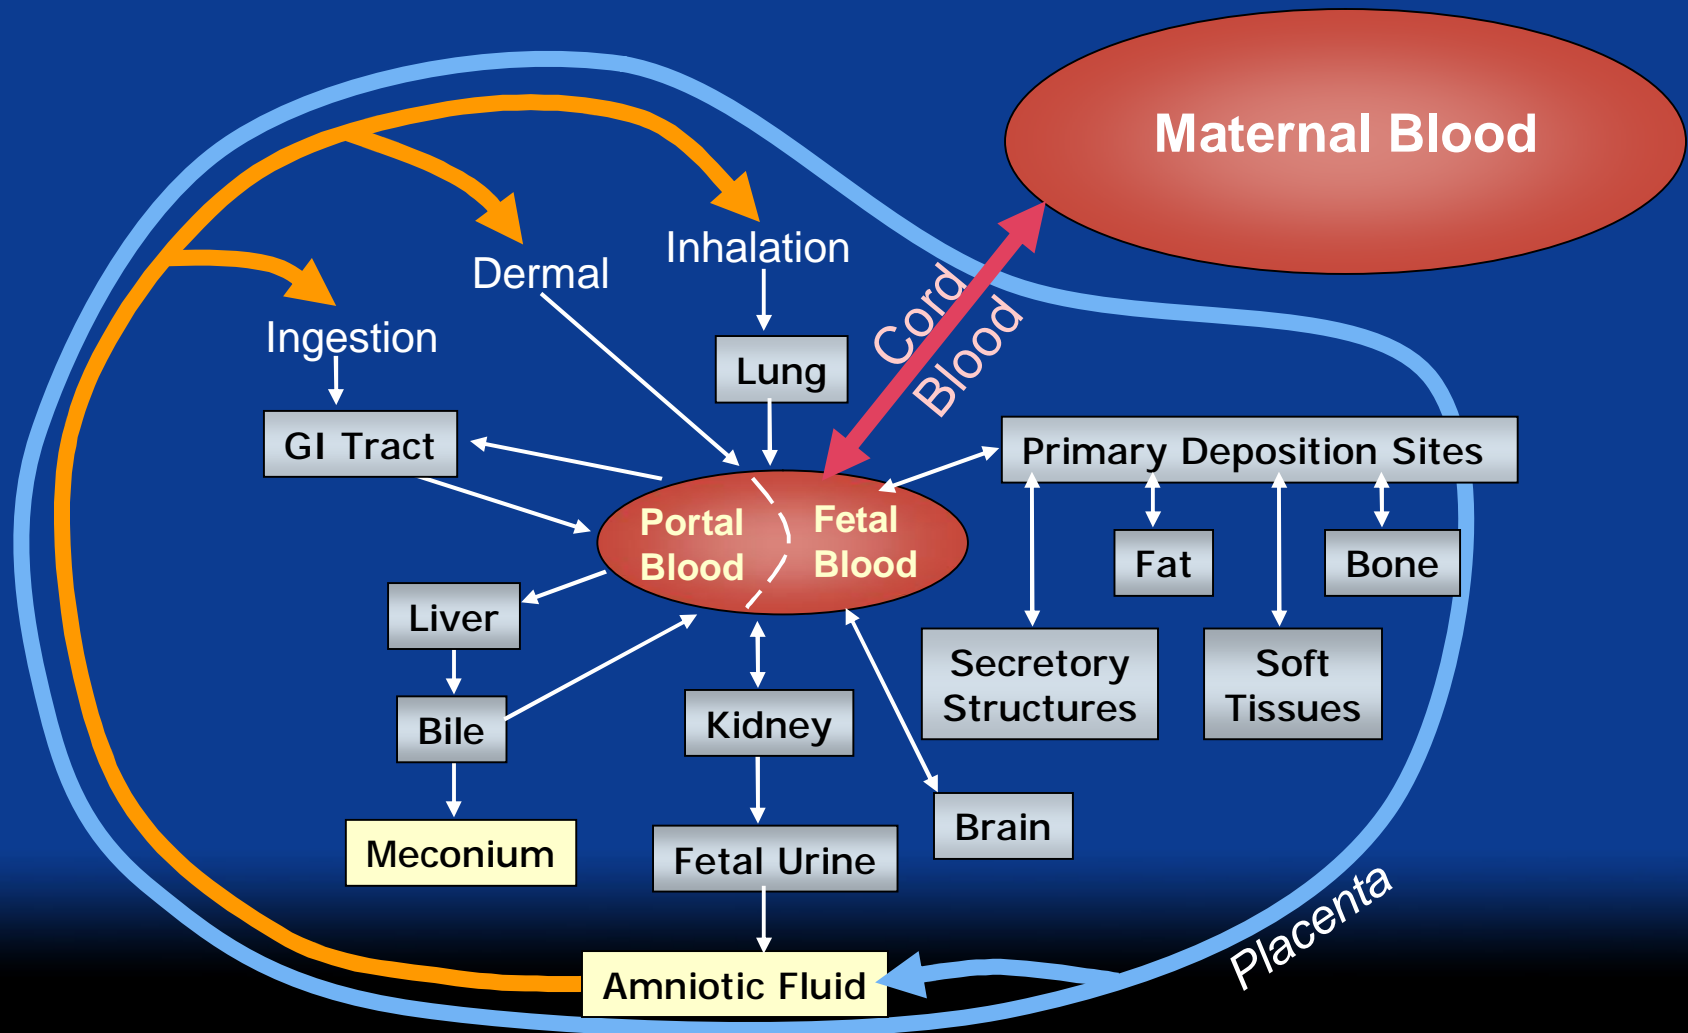 Maternal Blood
Inhalation
Dermal
Ingestion
Cord
Blood
Lung
GI Tract
Primary Deposition Sites
Portal
Blood
Fetal
Blood
Fat
Bone
Liver
Secretory
Structures
Soft
Tissues
Bile
Kidney
Brain
Meconium
Fetal Urine
Placenta
Amniotic Fluid